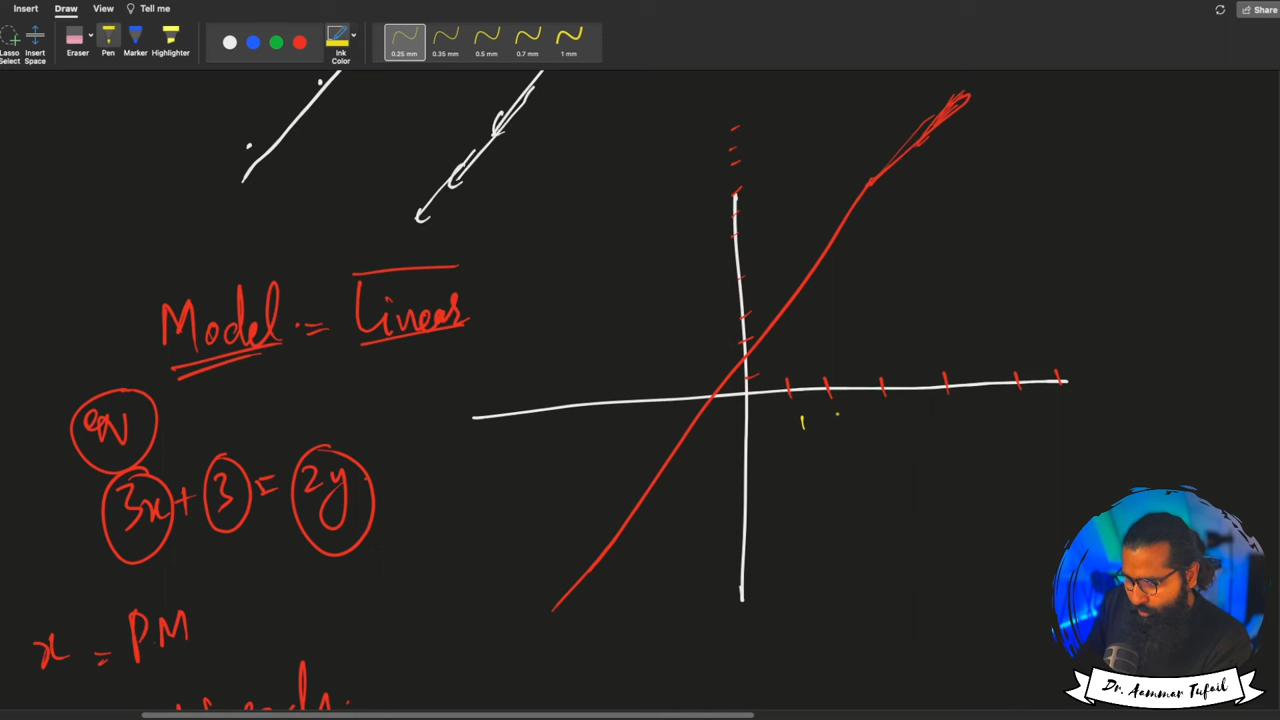 Insert Draw View Tell me
Share
Lasso Select
Insert Space
Eraser
Pen
Marker
Highlighter
Ink Color
0.25 mm
0.35 mm
0.5 mm
0.7 mm
1 mm
Model := Linear
3x + 3 = 2y
x = P.M
Dr. Aammar Tufail